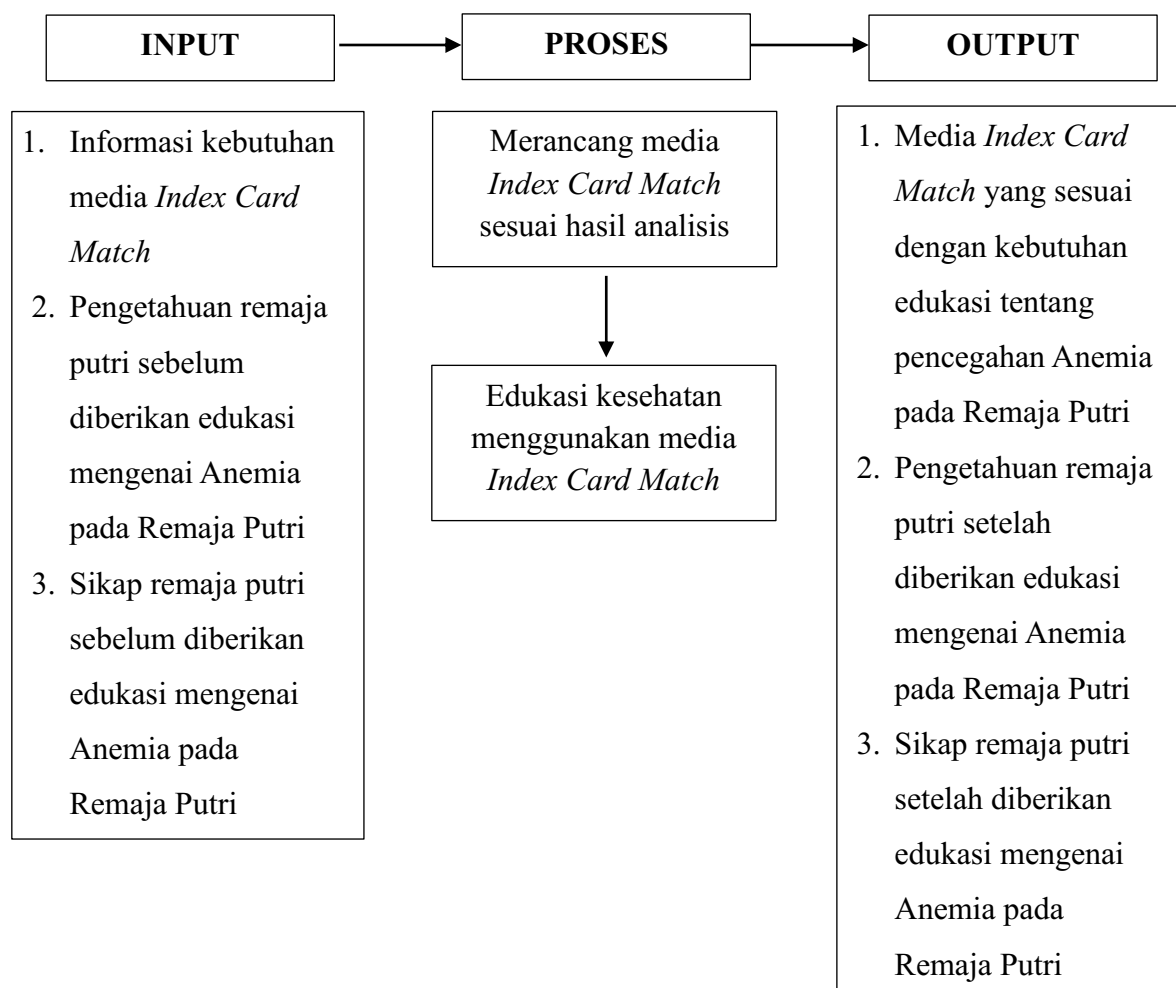 INPUT
PROSES
OUTPUT
1. Informasi kebutuhan
media Index Card
Match
2. Pengetahuan remaja
putri sebelum
diberikan edukasi
mengenai Anemia
pada Remaja Putri
3. Sikap remaja putri
sebelum diberikan
edukasi mengenai
Anemia pada
Remaja Putri
Merancang media
Index Card Match
sesuai hasil analisis
Edukasi kesehatan
menggunakan media
Index Card Match
1. Media Index Card
Match yang sesuai
dengan kebutuhan
edukasi tentang
pencegahan Anemia
pada Remaja Putri
2. Pengetahuan remaja
putri setelah
diberikan edukasi
mengenai Anemia
pada Remaja Putri
3. Sikap remaja putri
setelah diberikan
edukasi mengenai
Anemia pada
Remaja Putri